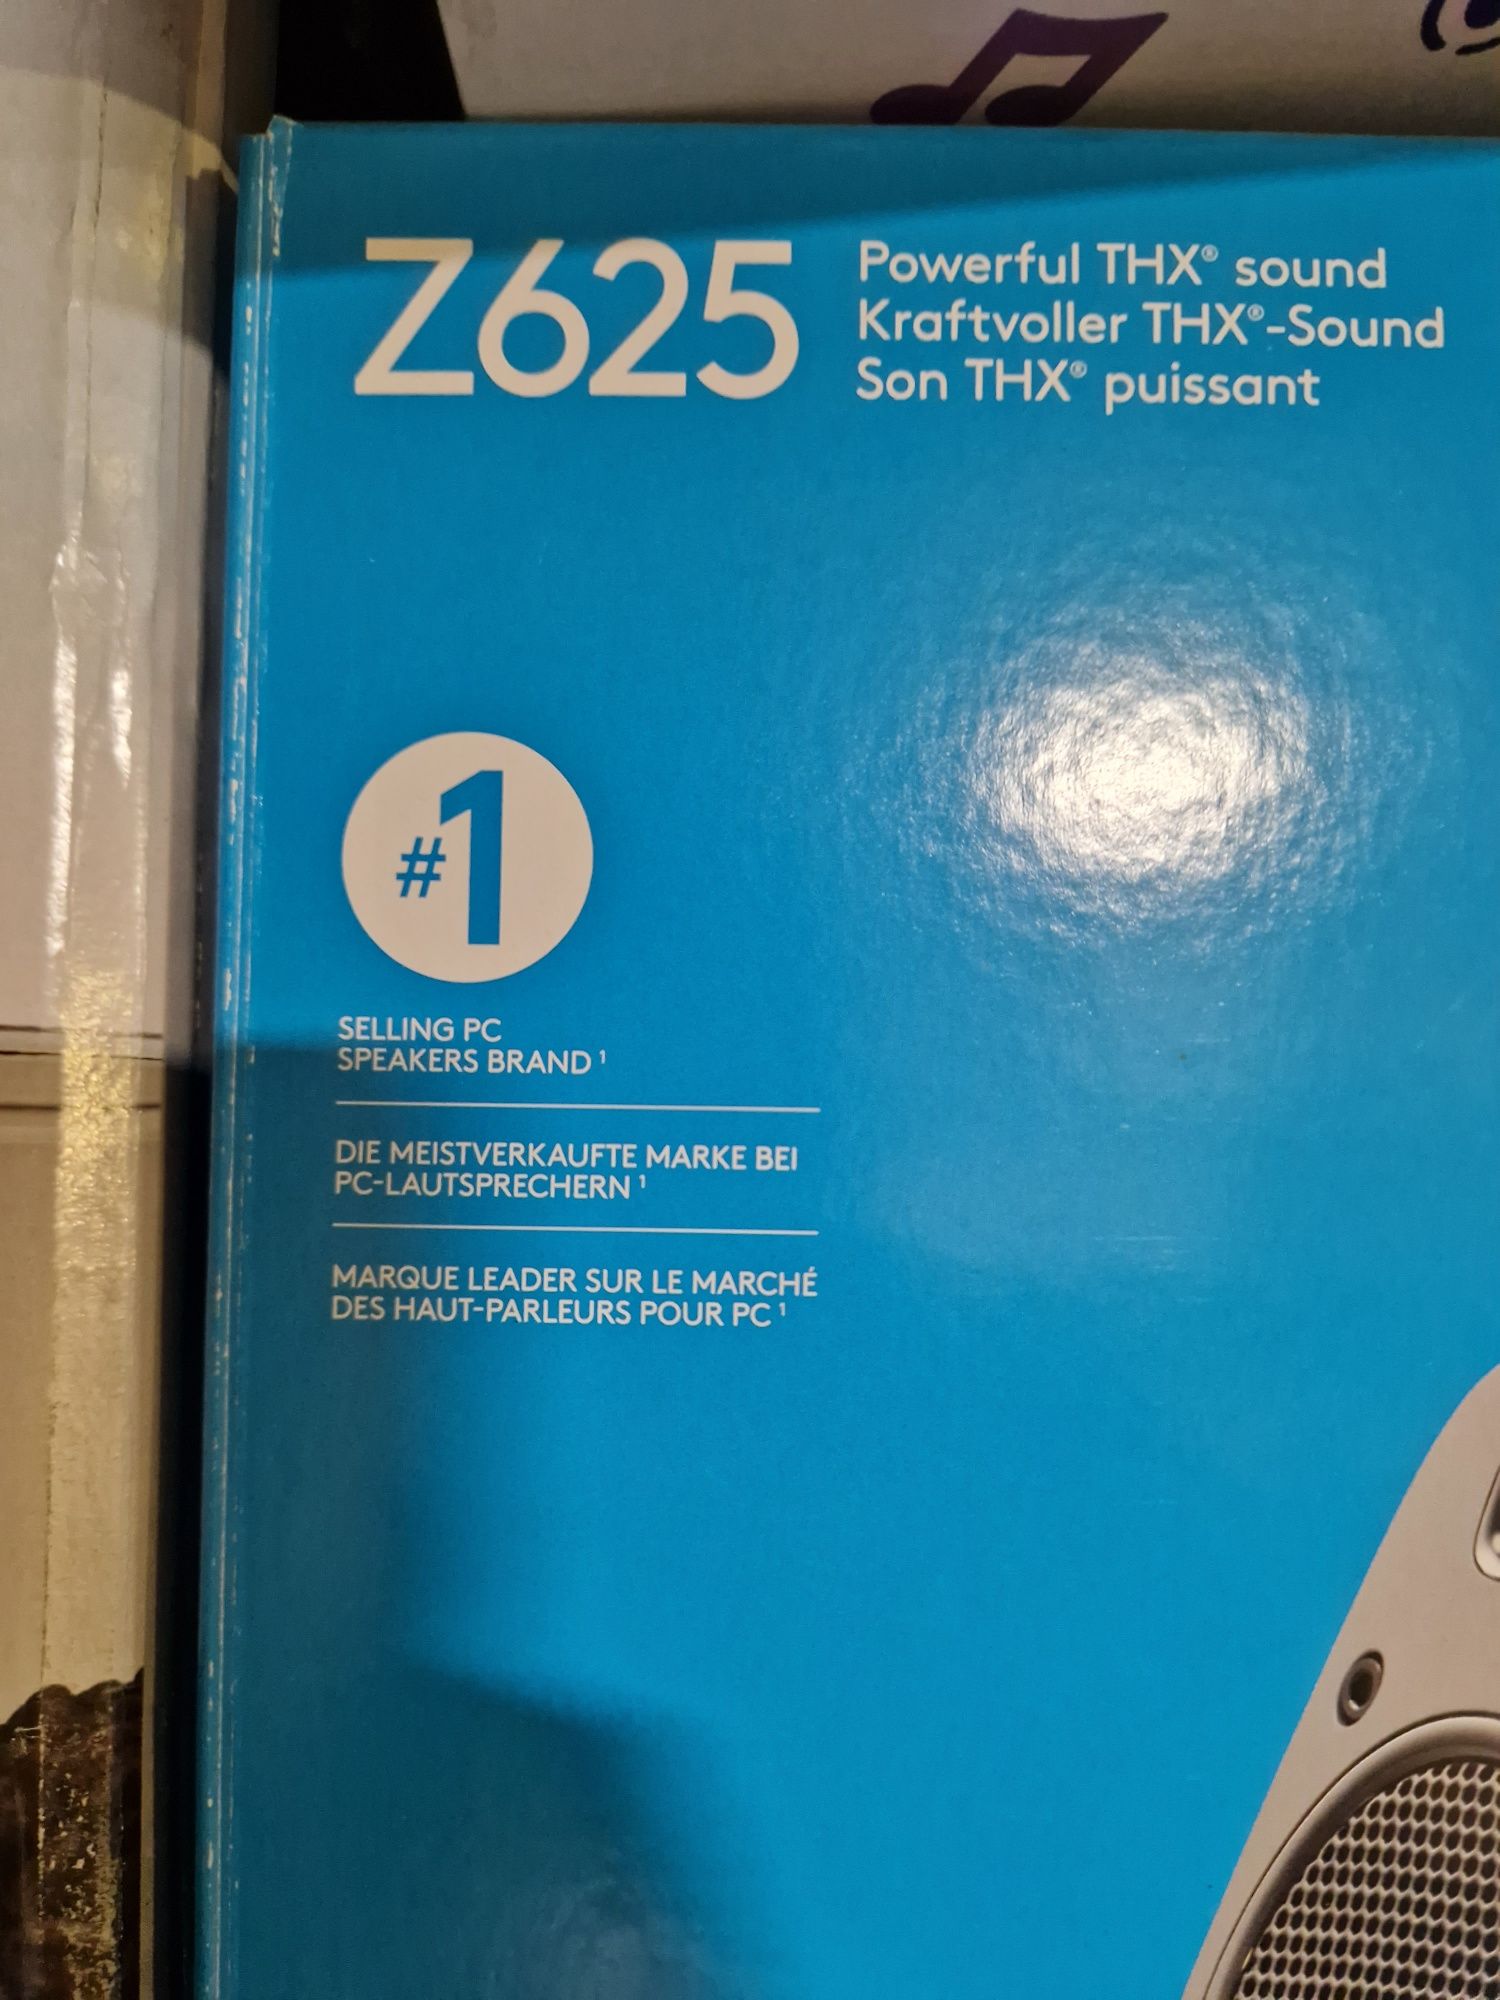 Z625
Powerful THX® sound
Kraftvoller THX®-Sound
Son THX® puissant
#1
SELLING PC
SPEAKERS BRAND ¹
DIE MEISTVERKAUFTE MARKE BEI
PC-LAUTSPRECHERN ¹
MARQUE LEADER SUR LE MARCHÉ
DES HAUT-PARLEURS POUR PC ¹